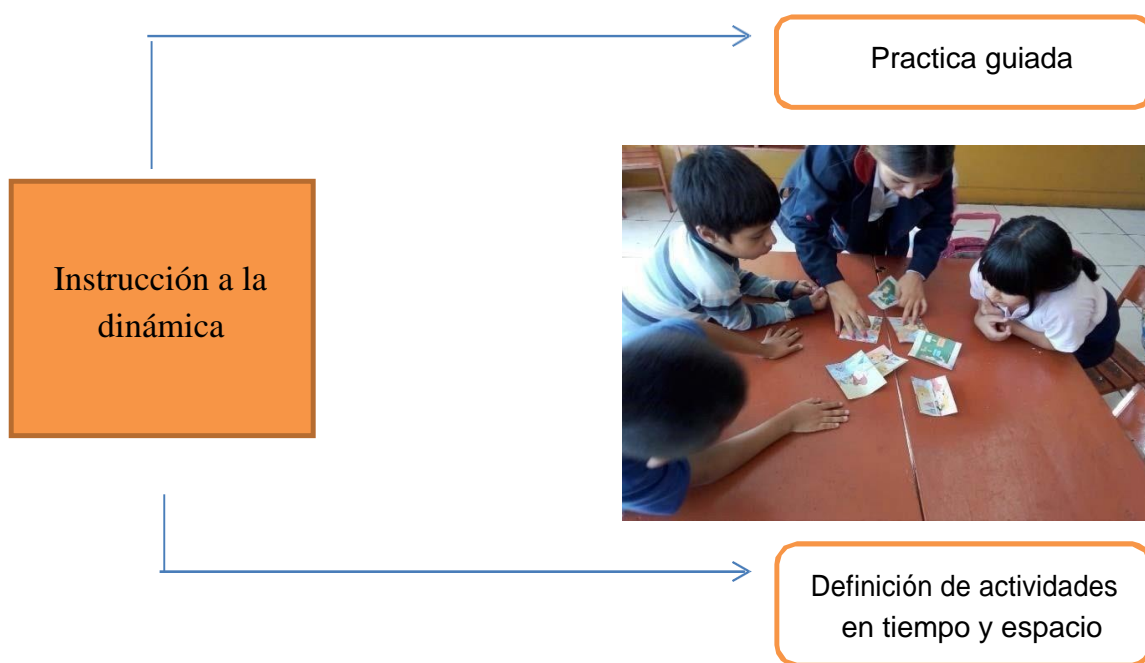 Practica guiada
Instrucción a la
dinámica
Definición de actividades
en tiempo y espacio